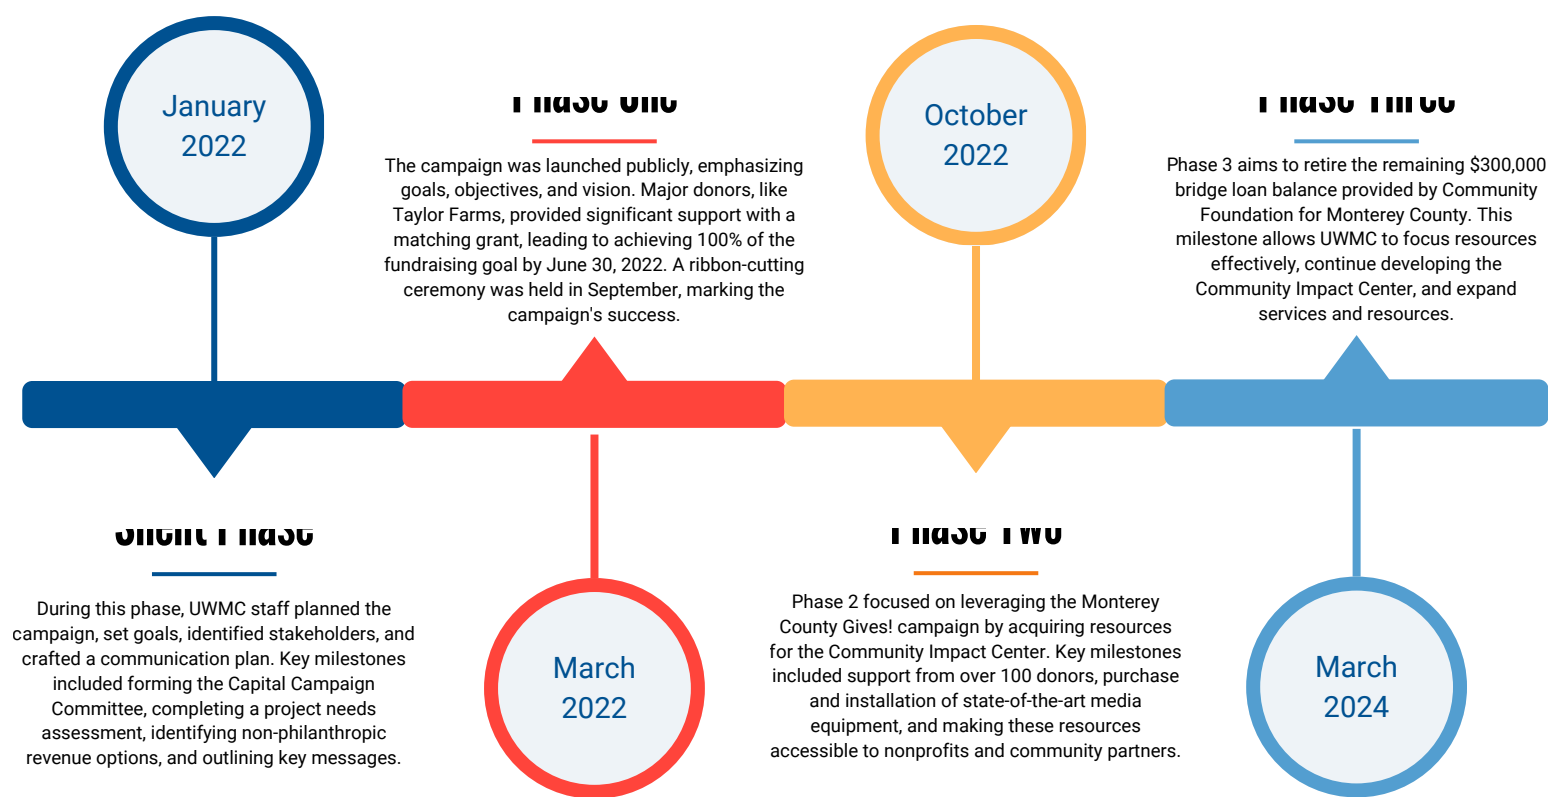 January
2022
Phase One
The campaign was launched publicly, emphasizing
goals, objectives, and vision. Major donors, like
Taylor Farms, provided significant support with a
matching grant, leading to achieving 100% of the
fundraising goal by June 30, 2022. A ribbon-cutting
ceremony was held in September, marking the
campaign's success.
October
2022
Phase Three
Phase 3 aims to retire the remaining $300,000
bridge loan balance provided by Community
Foundation for Monterey County. This
milestone allows UWMC to focus resources
effectively, continue developing the
Community Impact Center, and expand
services and resources.
Silent Phase
During this phase, UWMC staff planned the
campaign, set goals, identified stakeholders, and
crafted a communication plan. Key milestones
included forming the Capital Campaign
Committee, completing a project needs
assessment, identifying non-philanthropic
revenue options, and outlining key messages.
March
2022
Phase Two
Phase 2 focused on leveraging the Monterey
County Gives! campaign by acquiring resources
for the Community Impact Center. Key milestones
included support from over 100 donors, purchase
and installation of state-of-the-art media
equipment, and making these resources
accessible to nonprofits and community partners.
March
2024